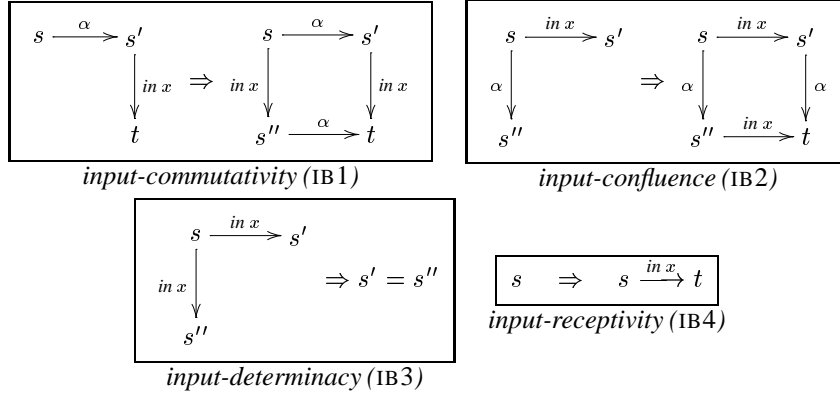 s α s′ s α s′ s in x s′ s in x s′
in x ⇒ in x in x α ⇒ α α
t s″ α t s″ s″ in x t
input-commutativity (IB1) input-confluence (IB2)
s in x s′
in x ⇒ s′ = s″ s ⇒ s in x t
s″ input-receptivity (IB4)
input-determinacy (IB3)